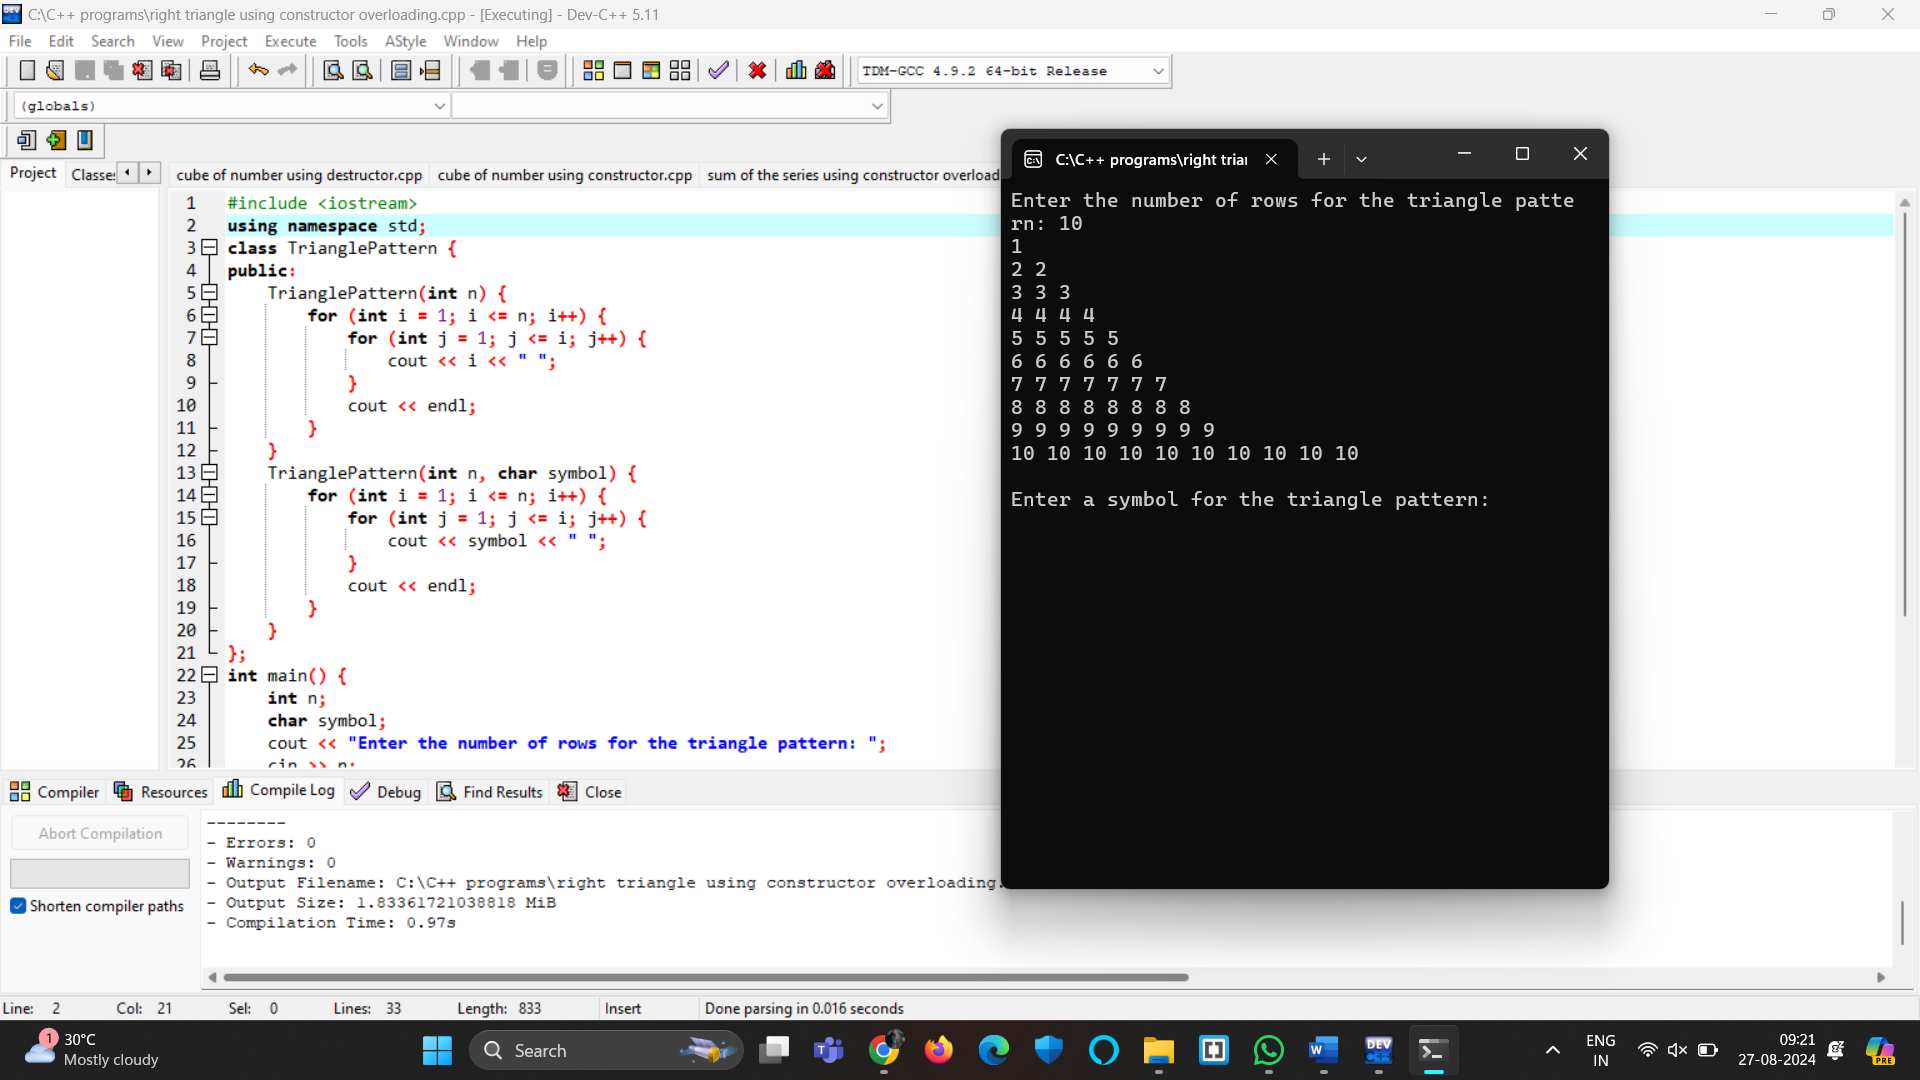 C:\C++ programs\right triangle using constructor overloading.cpp - [Executing] - Dev-C++ 5.11
File Edit Search View Project Execute Tools AStyle Window Help
TDM-GCC 4.9.2 64-bit Release
(globals)
Project Classes
cube of number using destructor.cpp cube of number using constructor.cpp sum of the series using constructor overload
1 #include <iostream>
2 using namespace std;
3 class TrianglePattern {
4 public:
5 TrianglePattern(int n) {
6 for (int i = 1; i <= n; i++) {
7 for (int j = 1; j <= i; j++) {
8 cout << i << " ";
9 }
10 cout << endl;
11 }
12 }
13 TrianglePattern(int n, char symbol) {
14 for (int i = 1; i <= n; i++) {
15 for (int j = 1; j <= i; j++) {
16 cout << symbol << " ";
17 }
18 cout << endl;
19 }
20 }
21 };
22 int main() {
23 int n;
24 char symbol;
25 cout << "Enter the number of rows for the triangle pattern: ";
26 cin >> n;
C:\C++ programs\right trian
Enter the number of rows for the triangle patte
rn: 10
1
2 2
3 3 3
4 4 4 4
5 5 5 5 5
6 6 6 6 6 6
7 7 7 7 7 7 7
8 8 8 8 8 8 8 8
9 9 9 9 9 9 9 9 9
10 10 10 10 10 10 10 10 10 10
Enter a symbol for the triangle pattern:
Compiler Resources Compile Log Debug Find Results Close
Abort Compilation
Shorten compiler paths
--------
- Errors: 0
- Warnings: 0
- Output Filename: C:\C++ programs\right triangle using constructor overloading.
- Output Size: 1.83361721038818 MiB
- Compilation Time: 0.97s
Line: 2 Col: 21 Sel: 0 Lines: 33 Length: 833 Insert Done parsing in 0.016 seconds
1
30°C
Mostly cloudy
Search
DEV
PRE
ENG
IN
09:21
27-08-2024